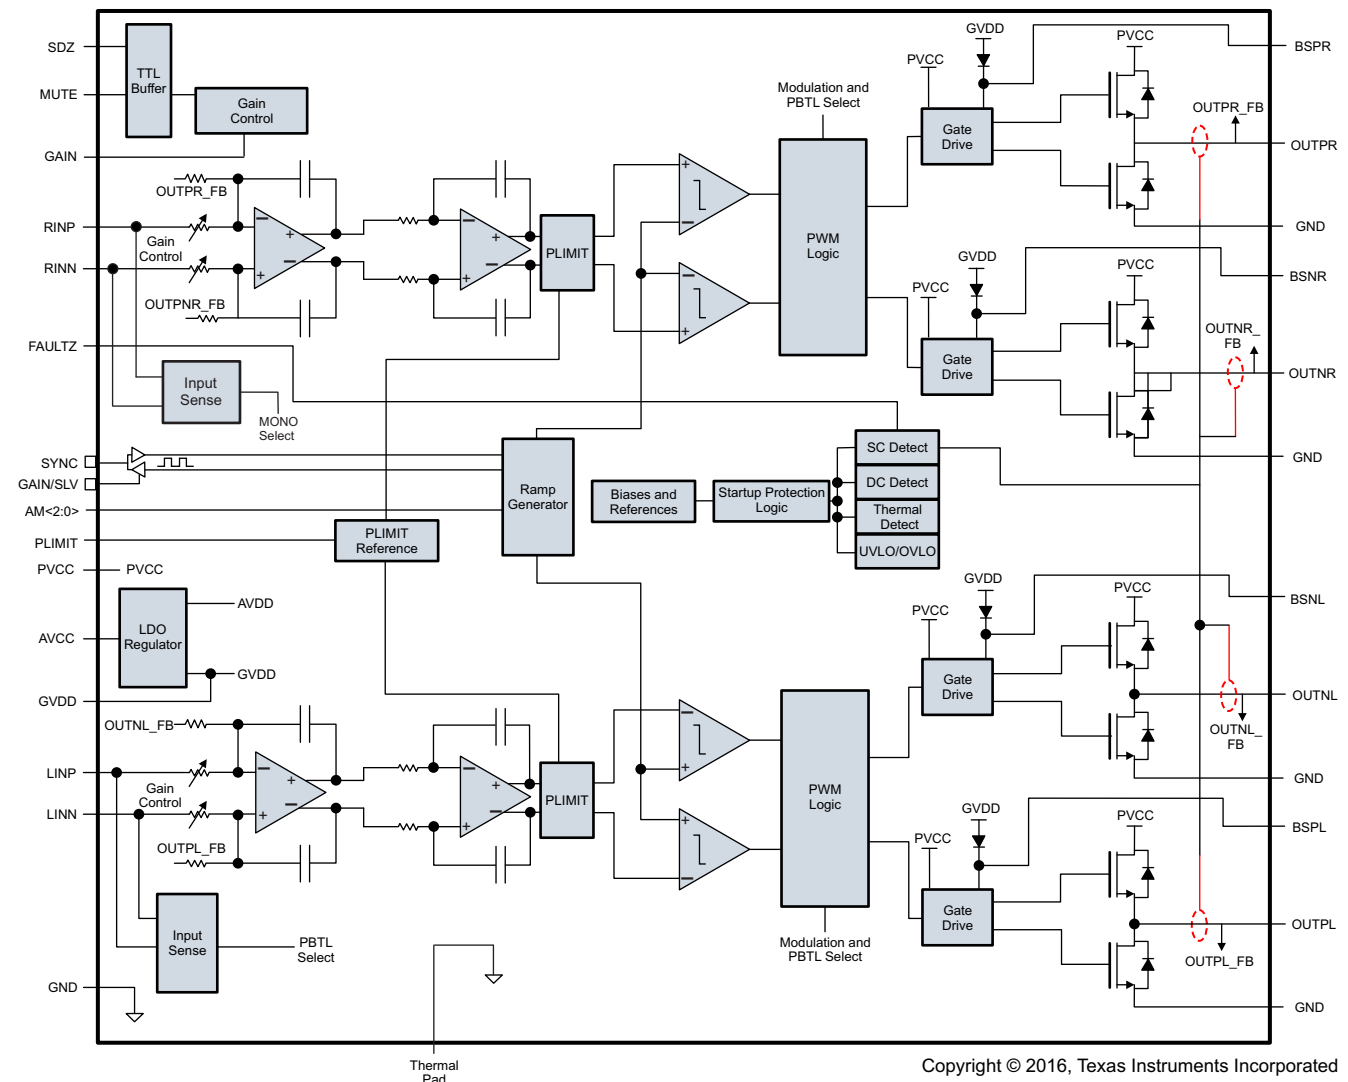 SDZ
MUTE
GAIN
RINP
RINN
FAULTZ
SYNC
GAIN/SLV
AM<2:0>
PLIMIT
PVCC
AVCC
GVDD
LINP
LINN
GND
TTL
Buffer
Gain
Control
OUTPR_FB
Gain
Control
OUTPNR_FB
−
+
+
−
−
+
+
−
PLIMIT
Input
Sense
MONO
Select
+
−
−
+
Modulation and
PBTL Select
PWM
Logic
PVCC
GVDD
Gate
Drive
PVCC
OUTPR_FB
BSPR
OUTPR
GND
PVCC
GVDD
Gate
Drive
PVCC
OUTNR_
FB
BSNR
OUTNR
GND
Ramp
Generator
PLIMIT
Reference
Biases and
References
Startup Protection
Logic
SC Detect
DC Detect
Thermal
Detect
UVLO/OVLO
PVCC
LDO
Regulator
AVDD
GVDD
OUTNL_FB
Gain
Control
OUTPL_FB
−
+
+
−
−
+
+
−
PLIMIT
Input
Sense
PBTL
Select
−
+
+
−
PWM
Logic
Modulation and
PBTL Select
PVCC
GVDD
Gate
Drive
PVCC
OUTNL_
FB
BSNL
OUTNL
GND
PVCC
GVDD
Gate
Drive
PVCC
OUTPL_FB
BSPL
OUTPL
GND
Thermal
Pad
Copyright © 2016, Texas Instruments Incorporated